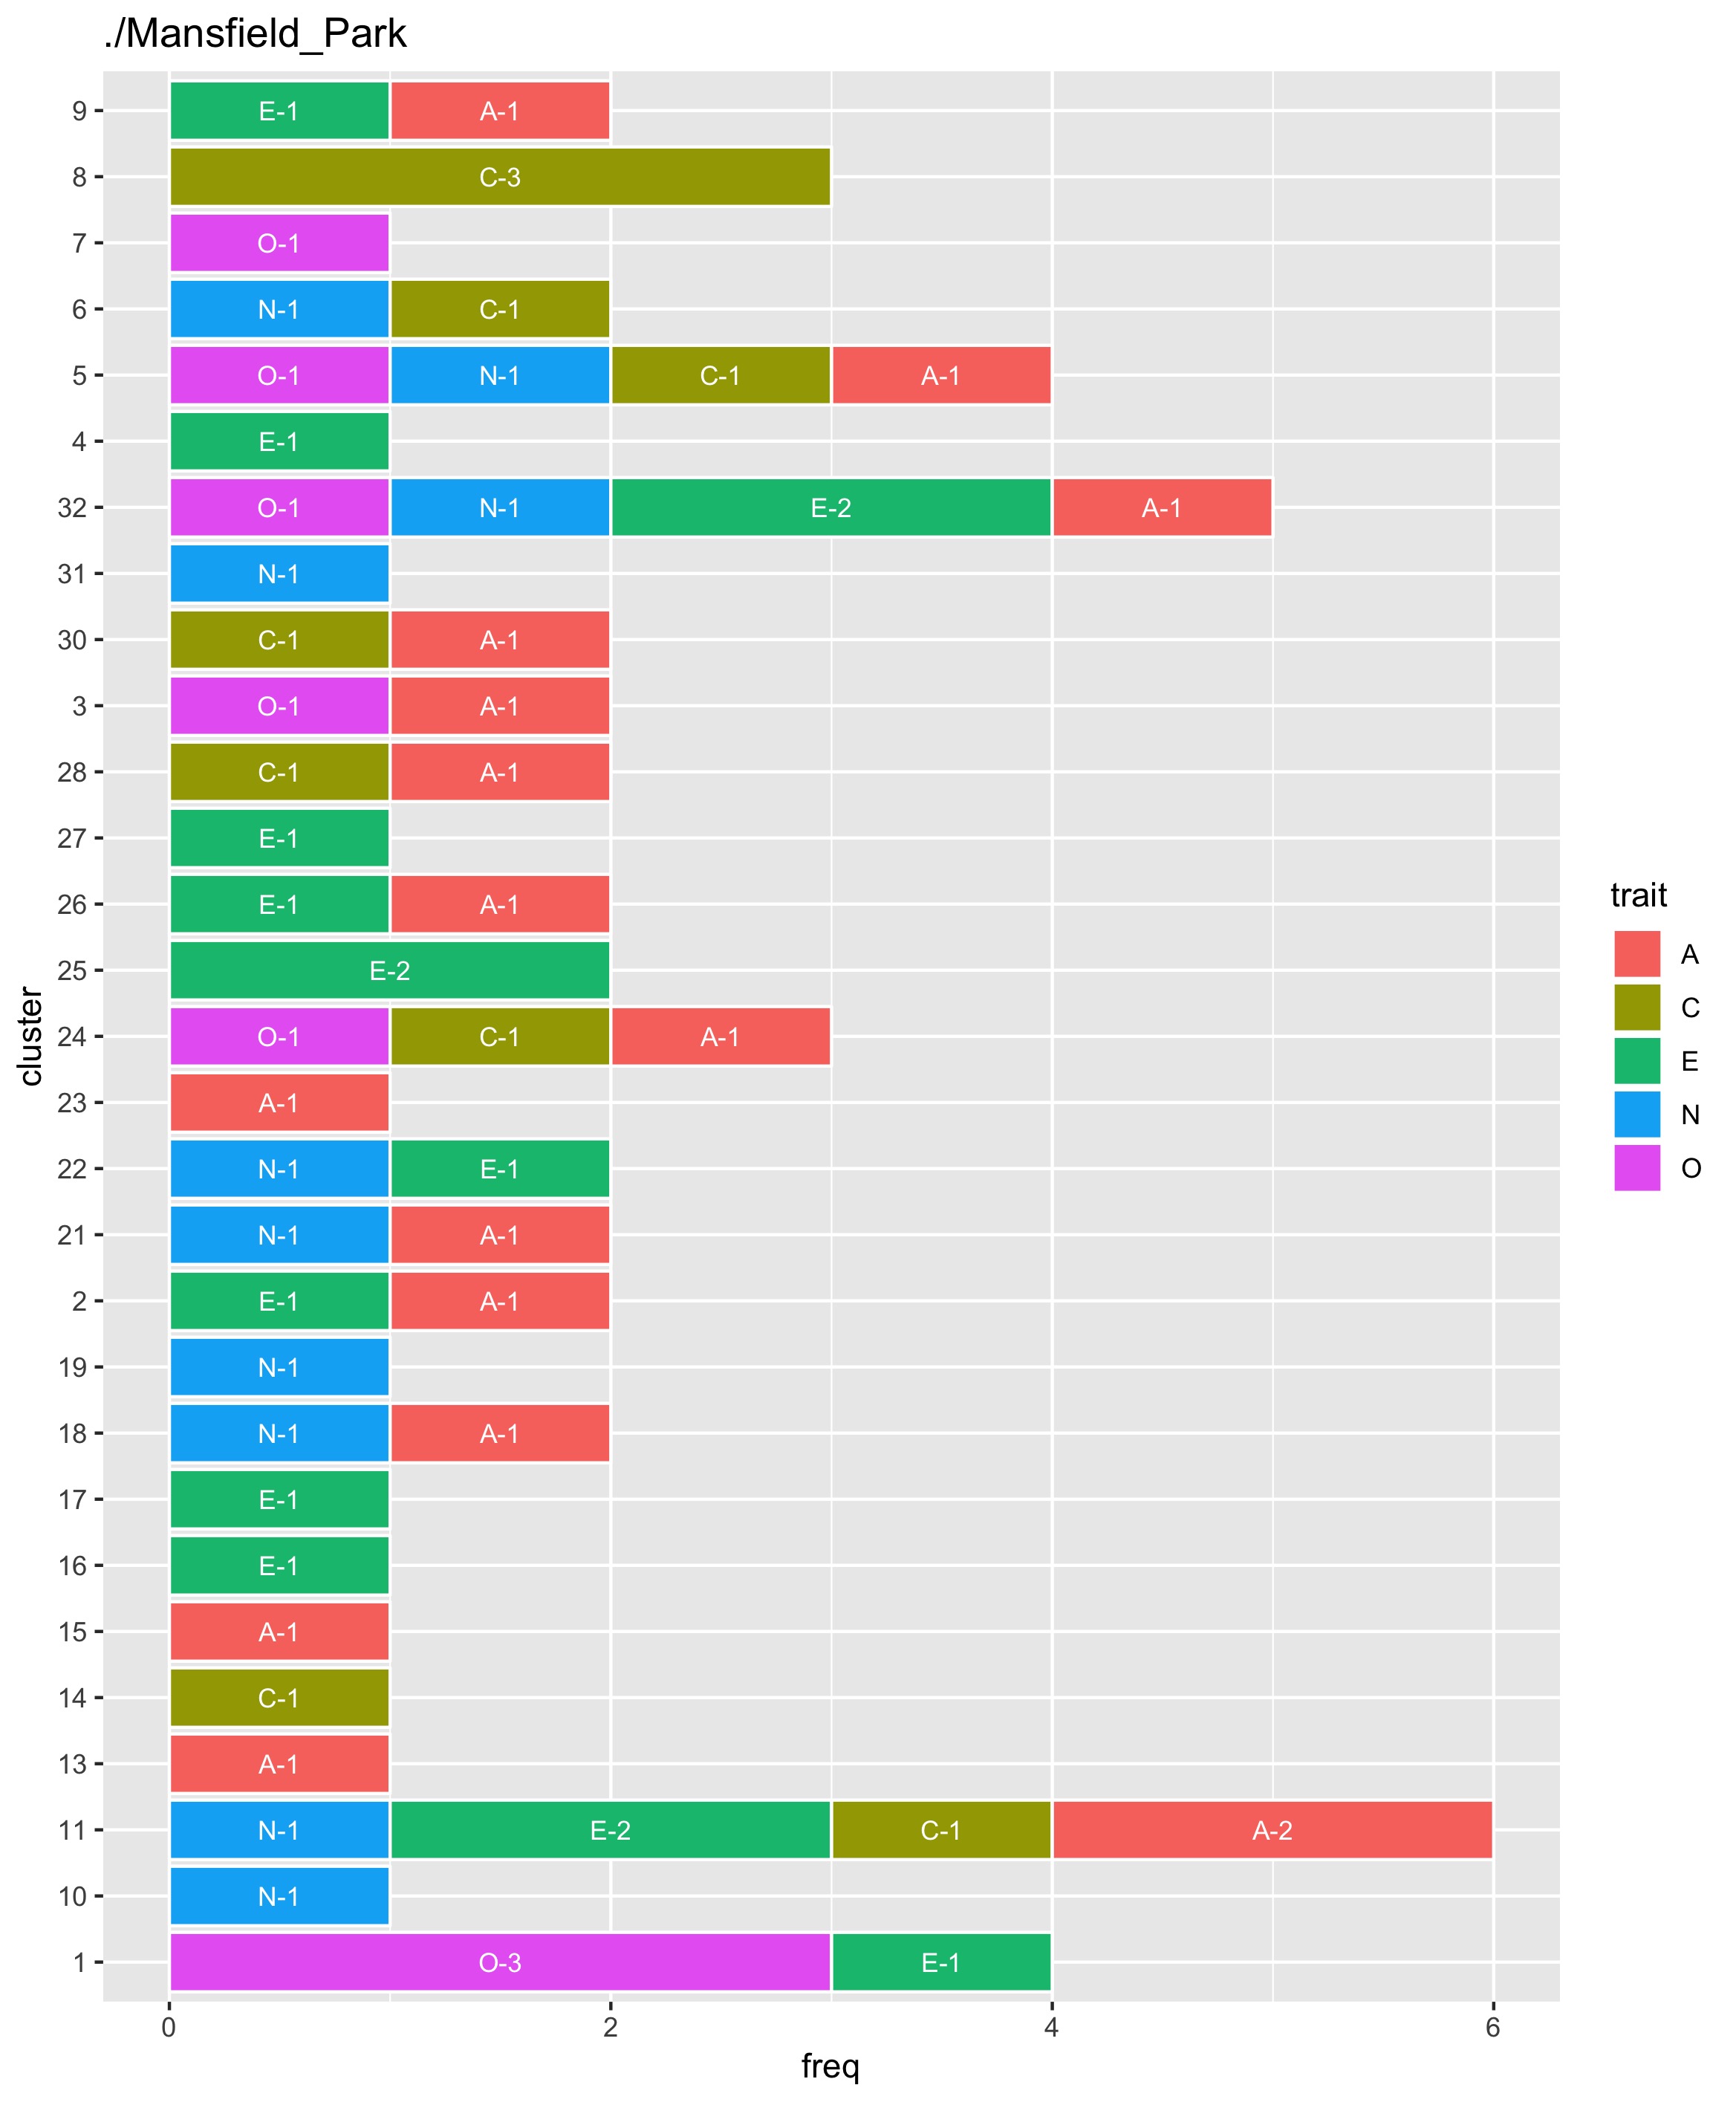 ./Mansfield_Park
9 E-1 A-1
8 C-3
7 O-1
6 N-1 C-1
5 O-1 N-1 C-1 A-1
4 E-1
32 O-1 N-1 E-2 A-1
31 N-1
30 C-1 A-1
3 O-1 A-1
28 C-1 A-1
27 E-1
26 E-1 A-1
25 E-2
24 O-1 C-1 A-1
23 A-1
22 N-1 E-1
21 N-1 A-1
2 E-1 A-1
19 N-1
18 N-1 A-1
17 E-1
16 E-1
15 A-1
14 C-1
13 A-1
11 N-1 E-2 C-1 A-2
10 N-1
1 O-3 E-1
0 2 4 6
freq
cluster
trait
A
C
E
N
O